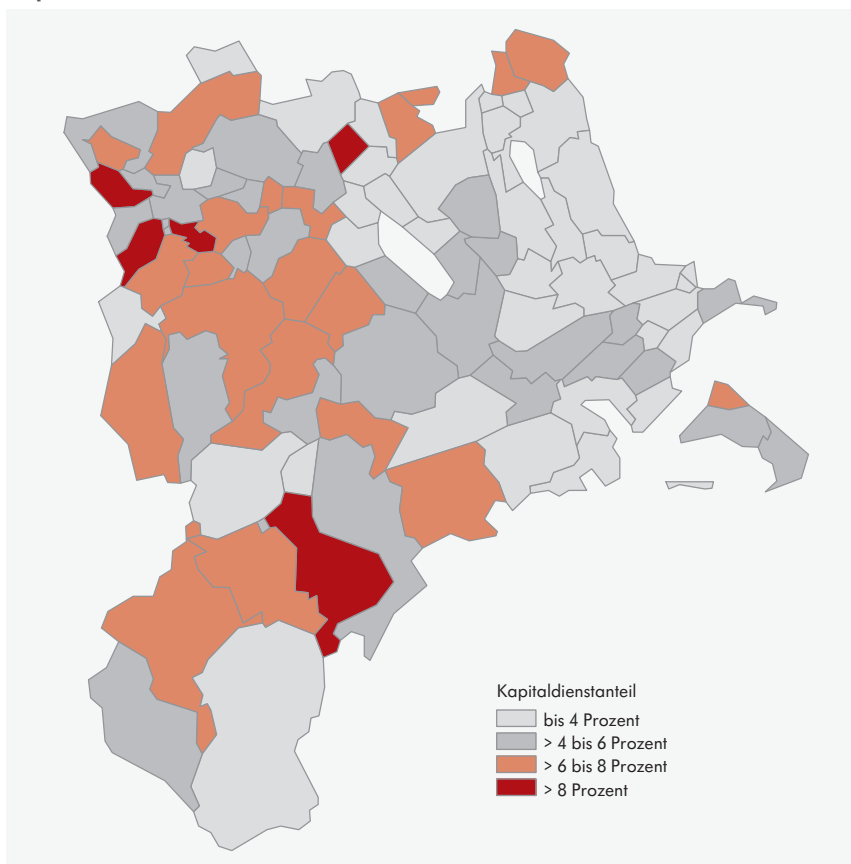 Kapitaldienstanteil
bis 4 Prozent
> 4 bis 6 Prozent
> 6 bis 8 Prozent
> 8 Prozent